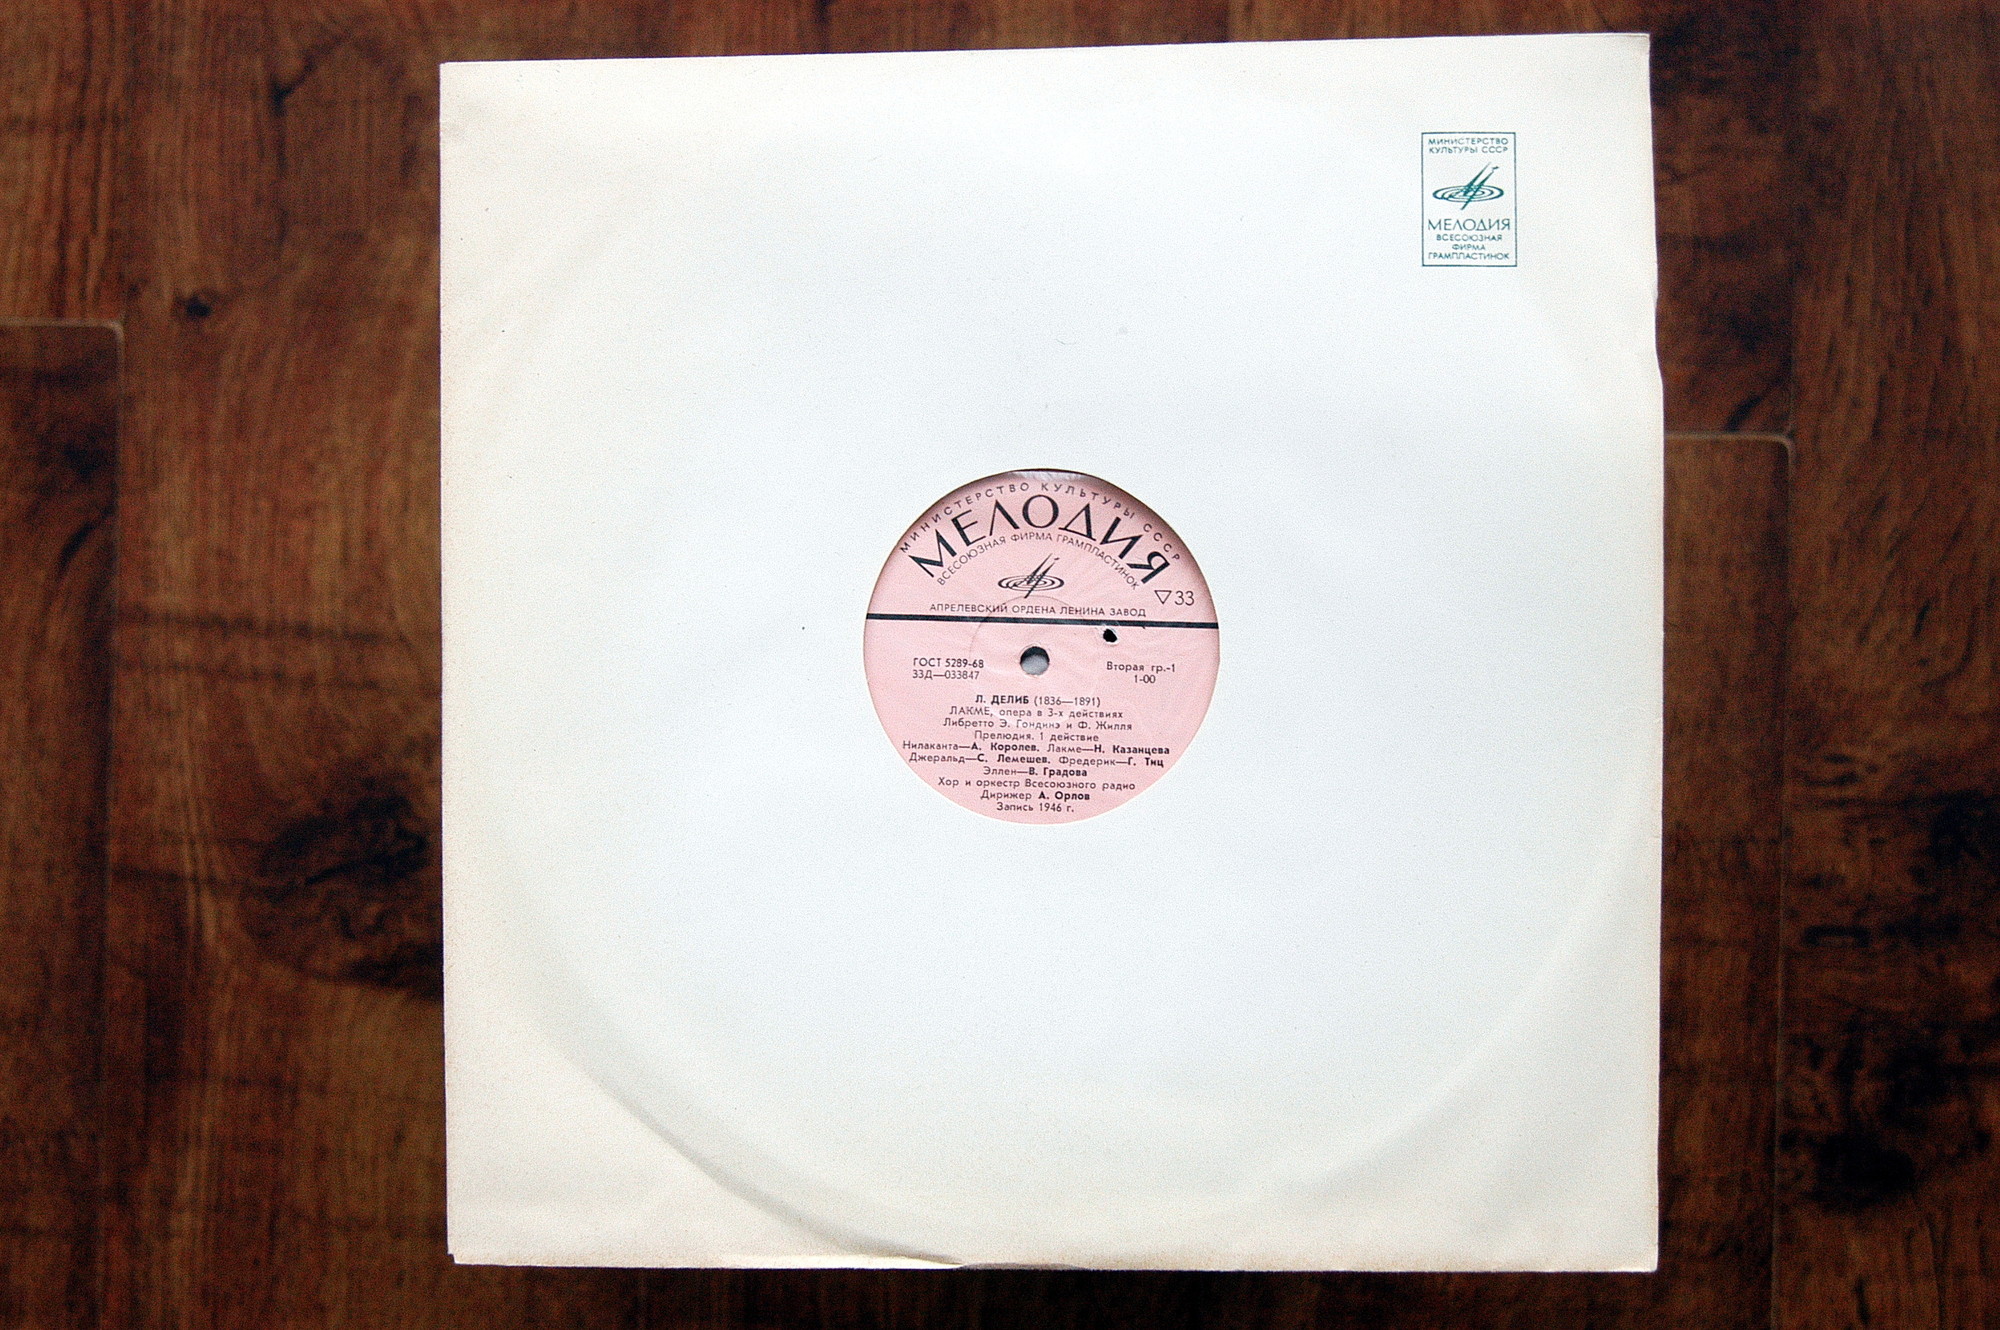 МИНИСТЕРСТВО
КУЛЬТУРЫ СССР
МЕЛОДИЯ
ВСЕСОЮЗНАЯ
ФИРМА
ГРАМПЛАСТИНОК
МИНИСТЕРСТВО КУЛЬТУРЫ СССР
МЕЛОДИЯ
ВСЕСОЮЗНАЯ ФИРМА ГРАМПЛАСТИНОК
▽33
АПРЕЛЕВСКИЙ ОРДЕНА ЛЕНИНА ЗАВОД
ГОСТ 5289-68
33Д—033847
Вторая гр.-1
1-00
Л. ДЕЛИБ (1836—1891)
ЛАКМЕ, опера в 3-х действиях
Либретто Э. Гондинэ и Ф. Жилля
Прелюдия. 1 действие
Нилаканта—А. Королев. Лакме—Н. Казанцева
Джеральд—С. Лемешев. Фредерик—Г. Тиц
Эллен—В. Градова
Хор и оркестр Всесоюзного радио
Дирижер А. Орлов
Запись 1946 г.